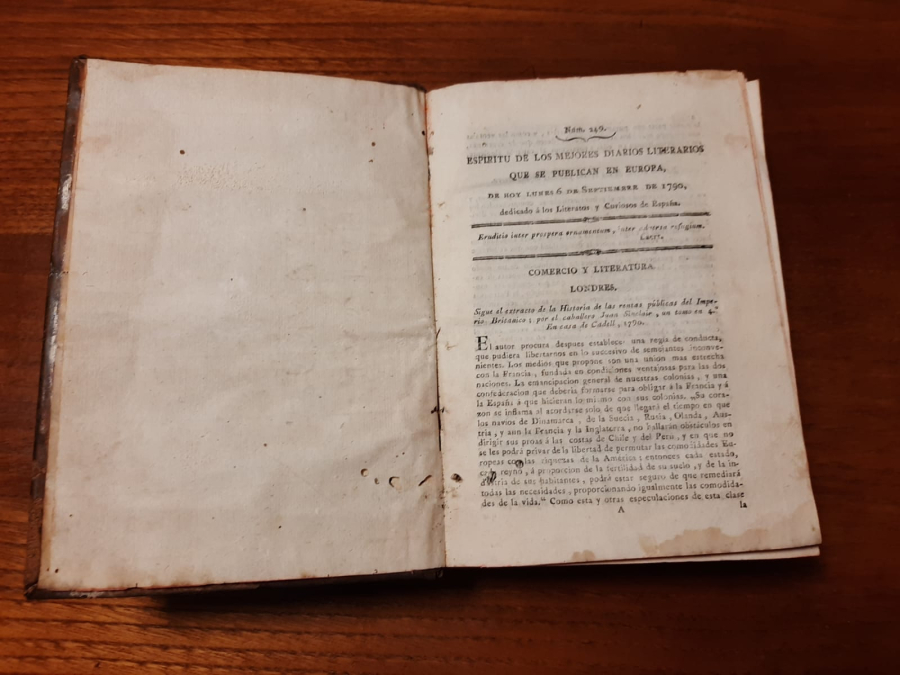 Núm. 249.
ESPIRITU DE LOS MEJORES DIARIOS LITERARIOS
QUE SE PUBLICAN EN EUROPA,
DE HOY LUNES 6 DE SEPTIEMBRE DE 1790,
dedicado á los Literatos y Curiosos de España.
Eruditio inter prospera ornamentum, inter adversa refugium.
Laert.
COMERCIO Y LITERATURA.
LONDRES.
Sigue el extracto de la Historia de las rentas públicas del Impe-
rio Britanico; por el caballero Juan Sinclair, un tomo en 4.
En casa de Cadell, 1790.
El autor procura despues establecer una regla de conducta,
que pudiera libertarnos en lo sucesivo de semejantes inconve-
nientes. Los medios que propone son una union mas estrecha
con la Francia, fundada en condiciones ventajosas para las dos
naciones. La emancipacion general de nuestras colonias, y una
confederacion que debería formarse para obligar á la Francia y á
la España á que hicieran lo mismo con sus colonias. „Su cora-
zon se inflama al acordarse solo de que llegará el tiempo en que
los navios de Dinamarca, de la Suecia, Rusia, Olanda, Aus-
tria, y aun la Francia y la Inglaterra, no hallarán obstáculos en
dirigir sus proas á las costas de Chile y del Peru, y en que no
se les podrá privar de la libertad de permutar las comodidades Eu-
ropeas con las riquezas de la América: entonces cada estado,
cada reyno, á proporcion de la fertilidad de su suelo, y de la in-
dustria de sus habitantes, podrá estar seguro de que remediará
todas las necesidades, proporcionando igualmente las comodida-
des de la vida.“ Como esta y otras especulaciones de esta clase
A la